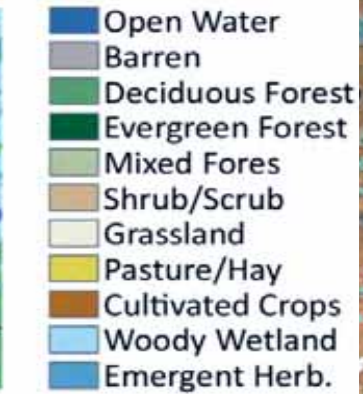 Open Water
Barren
Deciduous Forest
Evergreen Forest
Mixed Fores
Shrub/Scrub
Grassland
Pasture/Hay
Cultivated Crops
Woody Wetland
Emergent Herb.